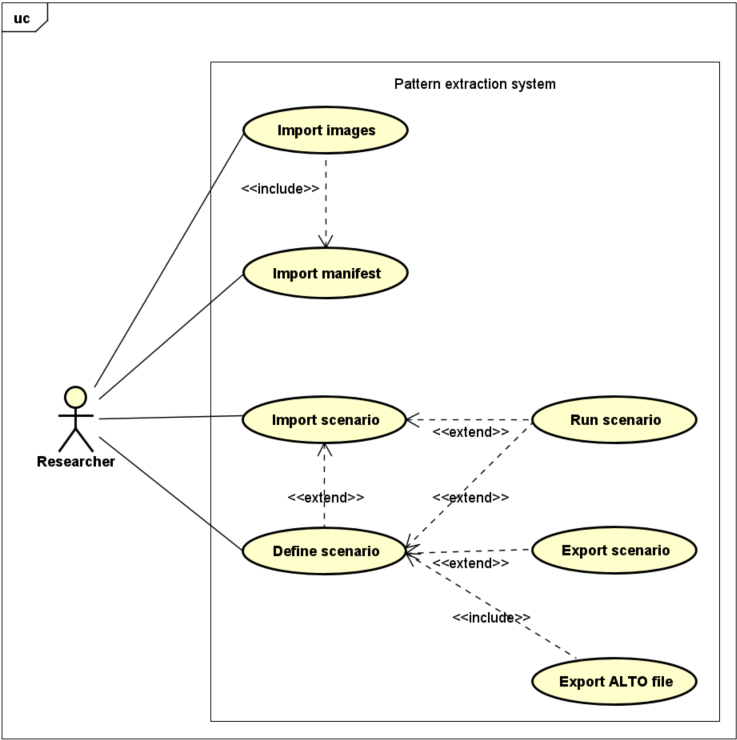 uc
Pattern extraction system
Import images
<<include>>
Import manifest
Import scenario
Run scenario
<<extend>>
<<extend>>
<<extend>>
Researcher
Define scenario
Export scenario
<<extend>>
<<include>>
Export ALTO file